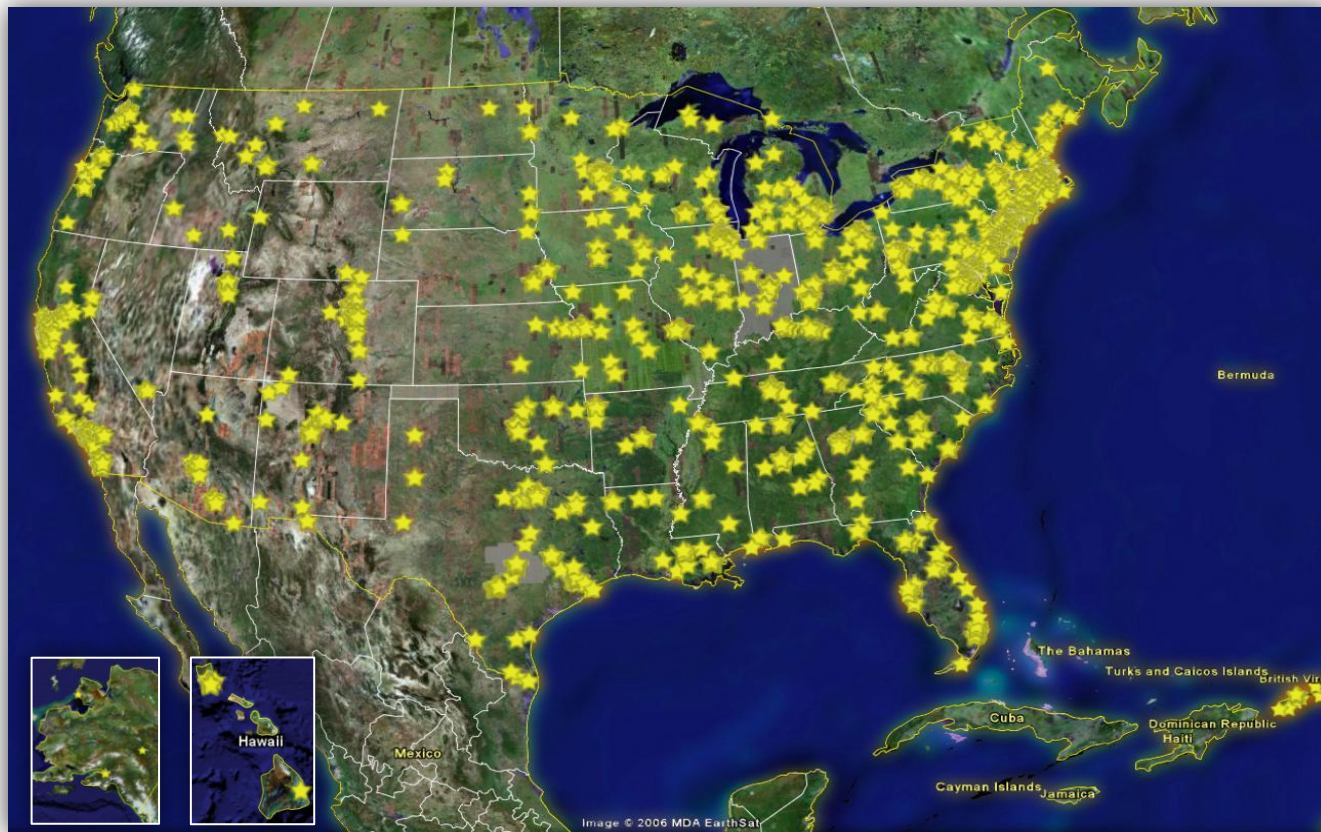 Bermuda
The Bahamas
Turks and Caicos Islands
British Vir
Cuba
Dominican Republic
Haiti
Hawaii
Mexico
Cayman Islands
Jamaica
Image © 2006 MDA EarthSat